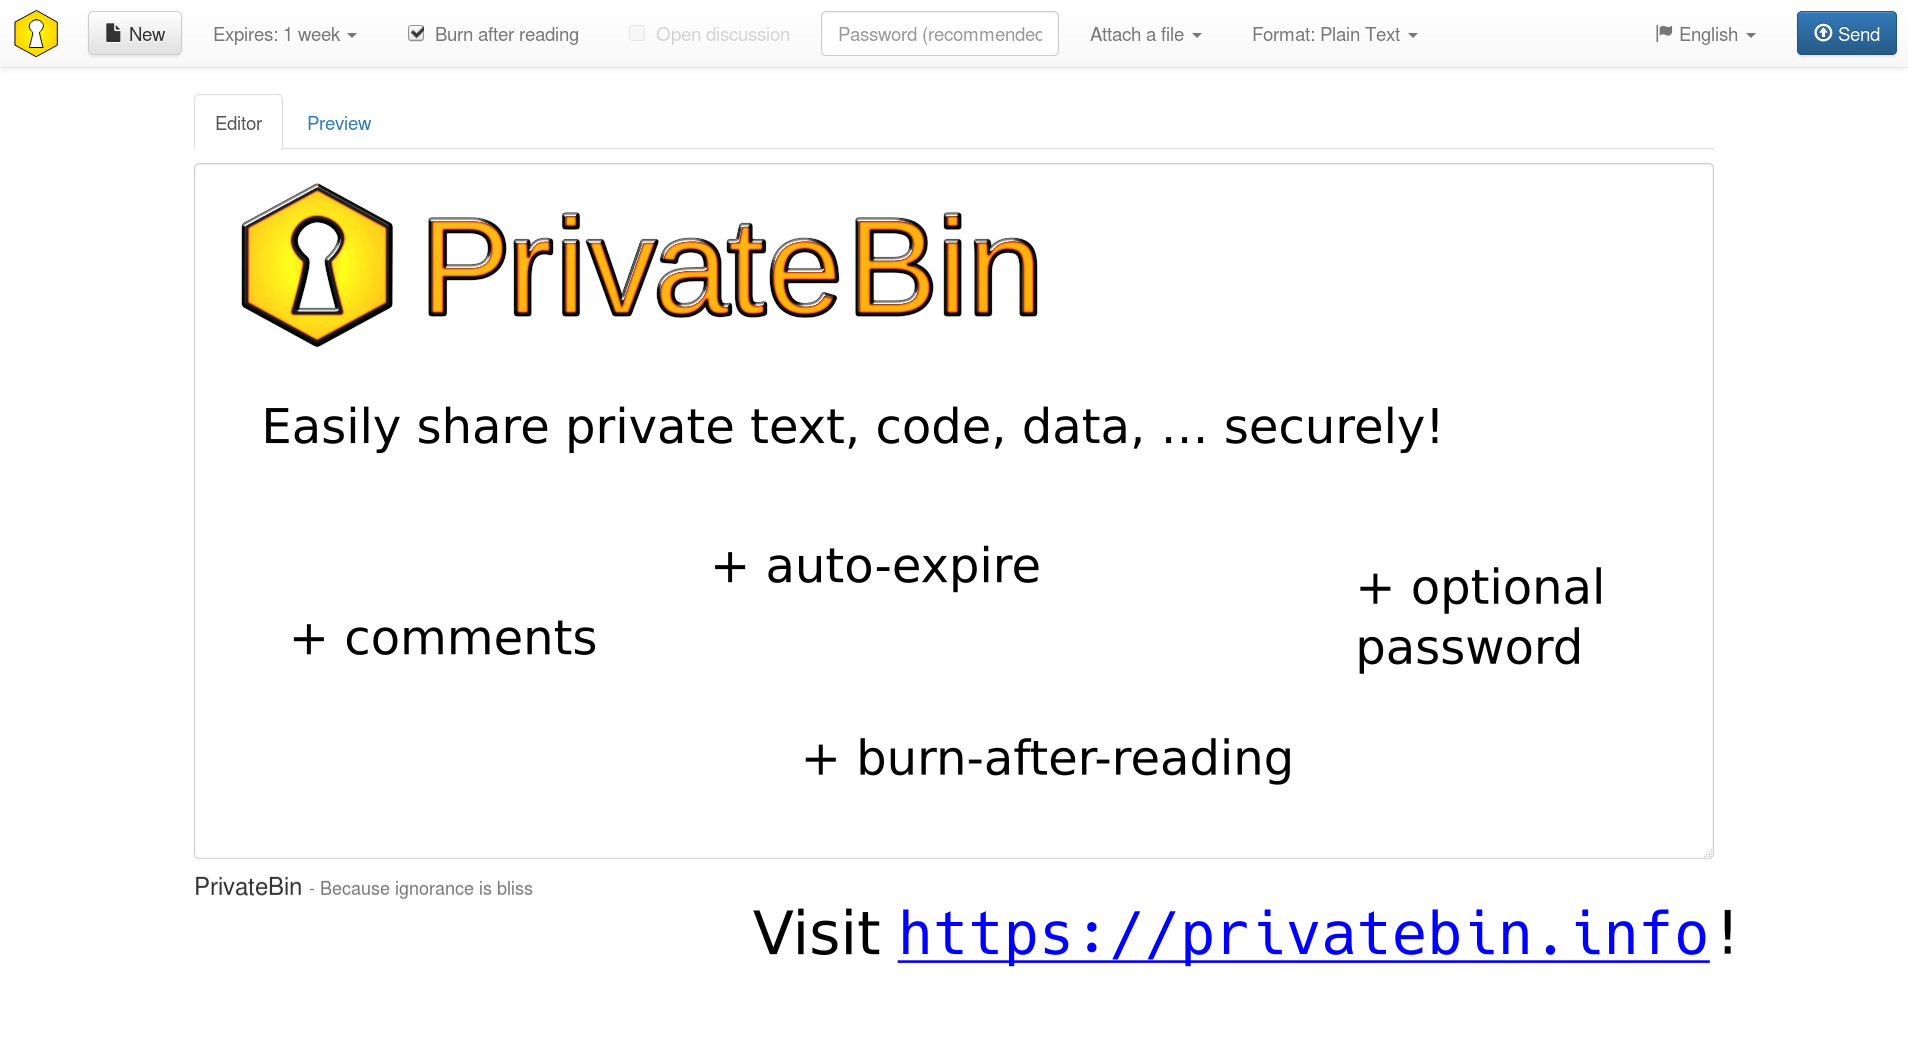 New Expires: 1 week Burn after reading Open discussion Password (recommended Attach a file Format: Plain Text English Send
Editor Preview
PrivateBin
Easily share private text, code, data, ... securely!
+ auto-expire
+ optional
password
+ comments
+ burn-after-reading
PrivateBin - Because ignorance is bliss
Visit https://privatebin.info!